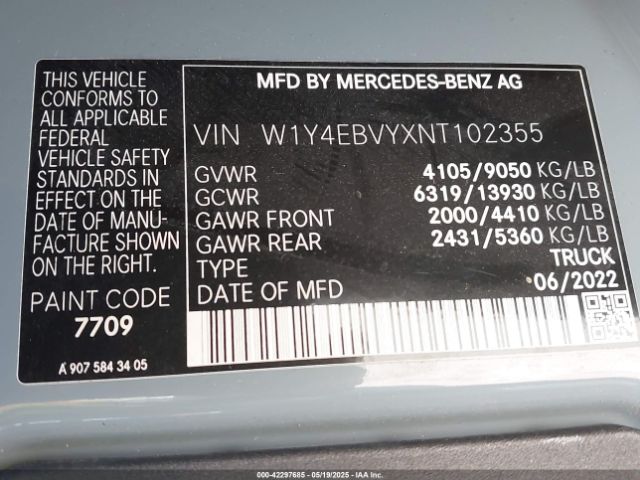 THIS VEHICLE
CONFORMS TO
ALL APPLICABLE
FEDERAL
VEHICLE SAFETY
STANDARDS IN
EFFECT ON THE
DATE OF MANU-
FACTURE SHOWN
ON THE RIGHT.
PAINT CODE
7709
A 907 584 34 05
MFD BY MERCEDES-BENZ AG
VIN W1Y4EBVYXNT102355
GVWR 4105/9050 KG/LB
GCWR 6319/13930 KG/LB
GAWR FRONT 2000/4410 KG/LB
GAWR REAR 2431/5360 KG/LB
TYPE TRUCK
DATE OF MFD 06/2022
000-42297685 - 05/19/2025 - IAA Inc.